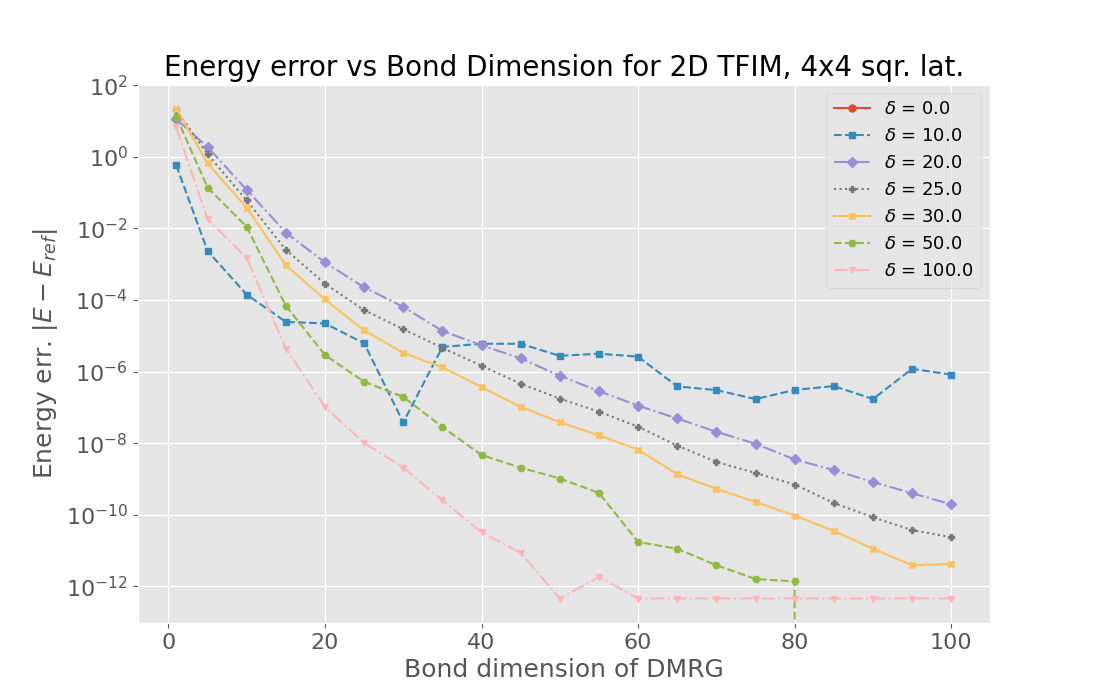 Energy error vs Bond Dimension for 2D TFIM, 4x4 sqr. lat.
Energy err. |E − E_{ref}|
10^2
10^0
10^{-2}
10^{-4}
10^{-6}
10^{-8}
10^{-10}
10^{-12}
δ = 0.0
δ = 10.0
δ = 20.0
δ = 25.0
δ = 30.0
δ = 50.0
δ = 100.0
0 20 40 60 80 100
Bond dimension of DMRG